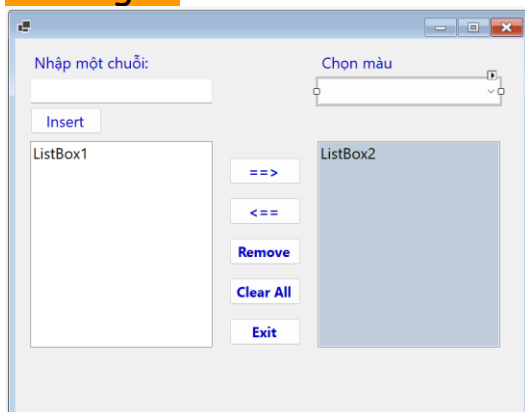 Nhập một chuỗi:
Chọn màu
Insert
ListBox1
ListBox2
==>
<==
Remove
Clear All
Exit